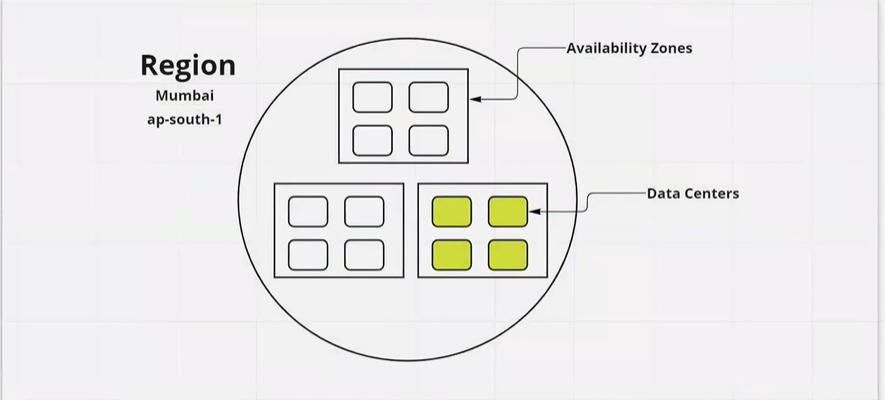 Region
Mumbai
ap-south-1
Availability Zones
Data Centers